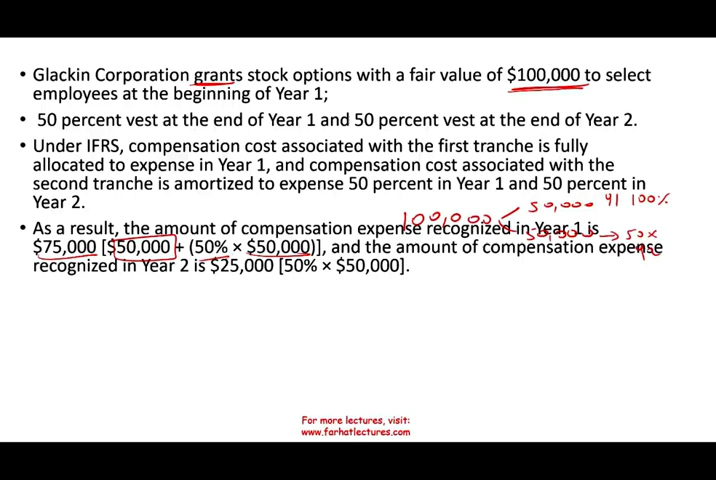 • Glackin Corporation grants stock options with a fair value of $100,000 to select
employees at the beginning of Year 1;
• 50 percent vest at the end of Year 1 and 50 percent vest at the end of Year 2.
• Under IFRS, compensation cost associated with the first tranche is fully
allocated to expense in Year 1, and compensation cost associated with the
second tranche is amortized to expense 50 percent in Year 1 and 50 percent in
Year 2.
50,000 y1 100%
100,000
• As a result, the amount of compensation expense recognized in Year 1 is
$75,000 [$50,000 + (50% × $50,000)], and the amount of compensation expense
recognized in Year 2 is $25,000 [50% × $50,000].
For more lectures, visit:
www.farhatlectures.com